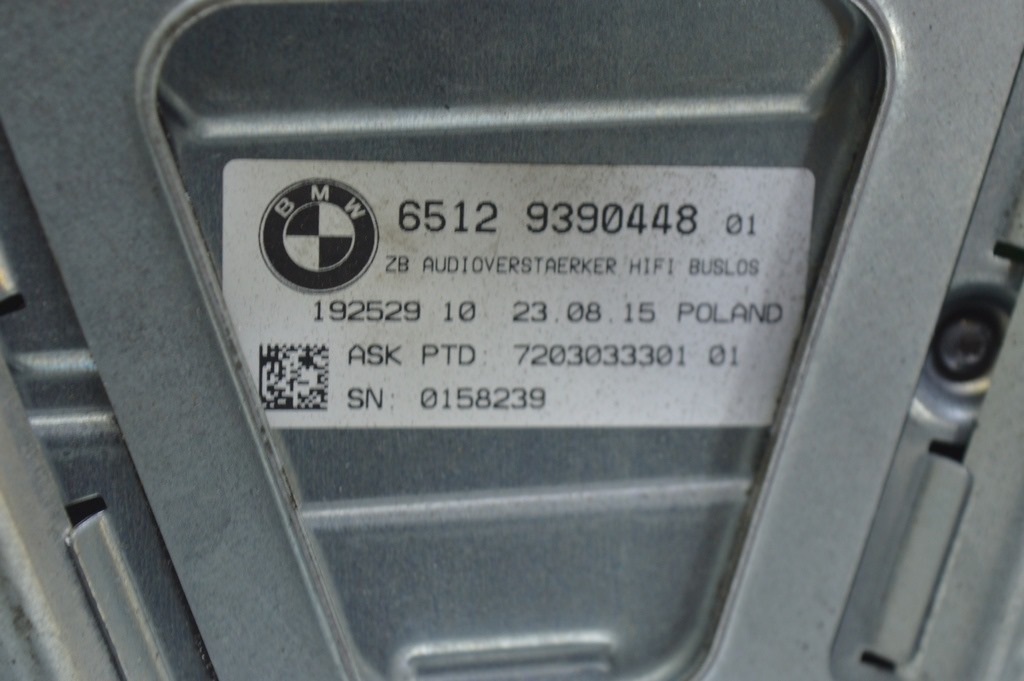 BMW
6512 9390448 01
ZB AUDIOVERSTAERKER HIFI BUSLOS
192529 10 23.08.15 POLAND
ASK PTD: 7203033301 01
SN: 0158239